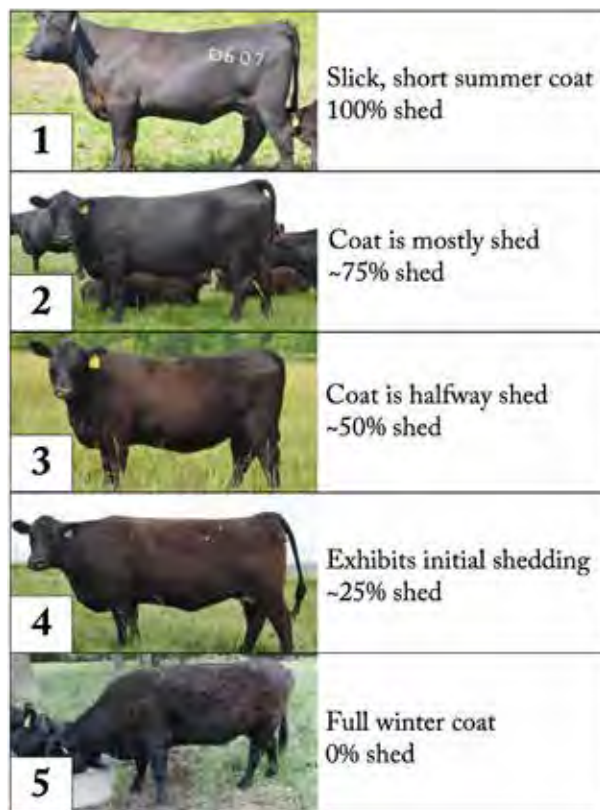 D607
1
Slick, short summer coat
100% shed
2
Coat is mostly shed
~75% shed
3
Coat is halfway shed
~50% shed
4
Exhibits initial shedding
~25% shed
5
Full winter coat
0% shed